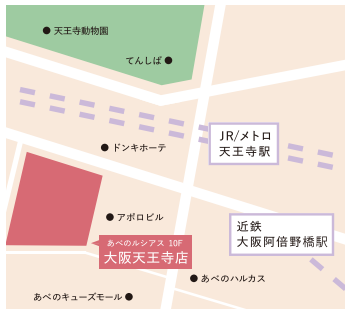 天王寺動物園
てんしば
JR/メトロ
天王寺駅
ドンキホーテ
アポロビル
近鉄
大阪阿倍野橋駅
あべのルシアス 10F
大阪天王寺店
あべのハルカス
あべのキューズモール